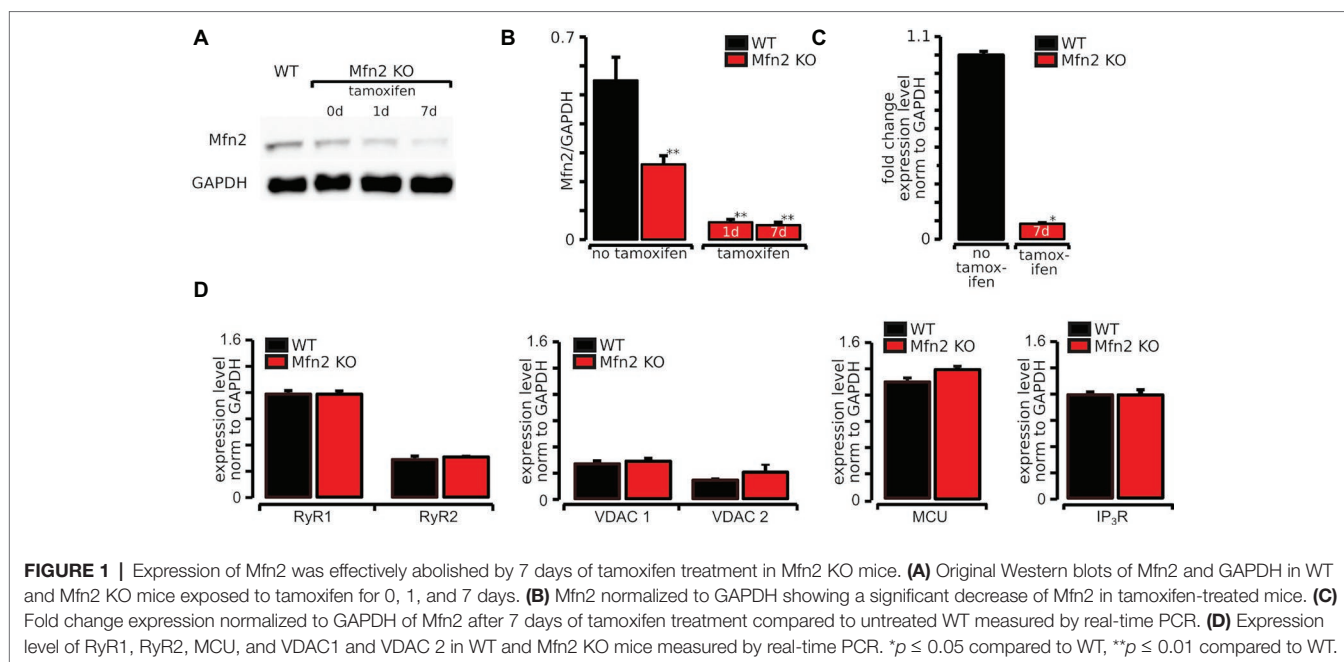 A
WT
Mfn2 KO
tamoxifen
0d 1d 7d
Mfn2
GAPDH
B
0.7
Mfn2/GAPDH
0
WT
Mfn2 KO
**
**
**
1d
7d
no tamoxifen
tamoxifen
C
1.1
fold change
expression level
norm to GAPDH
0
WT
Mfn2 KO
*
7d
no
tamox-
ifen
tamox-
ifen
D
1.6
expression level
norm to GAPDH
0
WT
Mfn2 KO
RyR1
RyR2
1.6
expression level
norm to GAPDH
0
WT
Mfn2 KO
VDAC 1
VDAC 2
1.6
expression level
norm to GAPDH
0
WT
Mfn2 KO
MCU
1.6
expression level
norm to GAPDH
0
WT
Mfn2 KO
IP₃R
FIGURE 1 | Expression of Mfn2 was effectively abolished by 7 days of tamoxifen treatment in Mfn2 KO mice. (A) Original Western blots of Mfn2 and GAPDH in WT
and Mfn2 KO mice exposed to tamoxifen for 0, 1, and 7 days. (B) Mfn2 normalized to GAPDH showing a significant decrease of Mfn2 in tamoxifen-treated mice. (C)
Fold change expression normalized to GAPDH of Mfn2 after 7 days of tamoxifen treatment compared to untreated WT measured by real-time PCR. (D) Expression
level of RyR1, RyR2, MCU, and VDAC1 and VDAC 2 in WT and Mfn2 KO mice measured by real-time PCR. *p ≤ 0.05 compared to WT, **p ≤ 0.01 compared to WT.